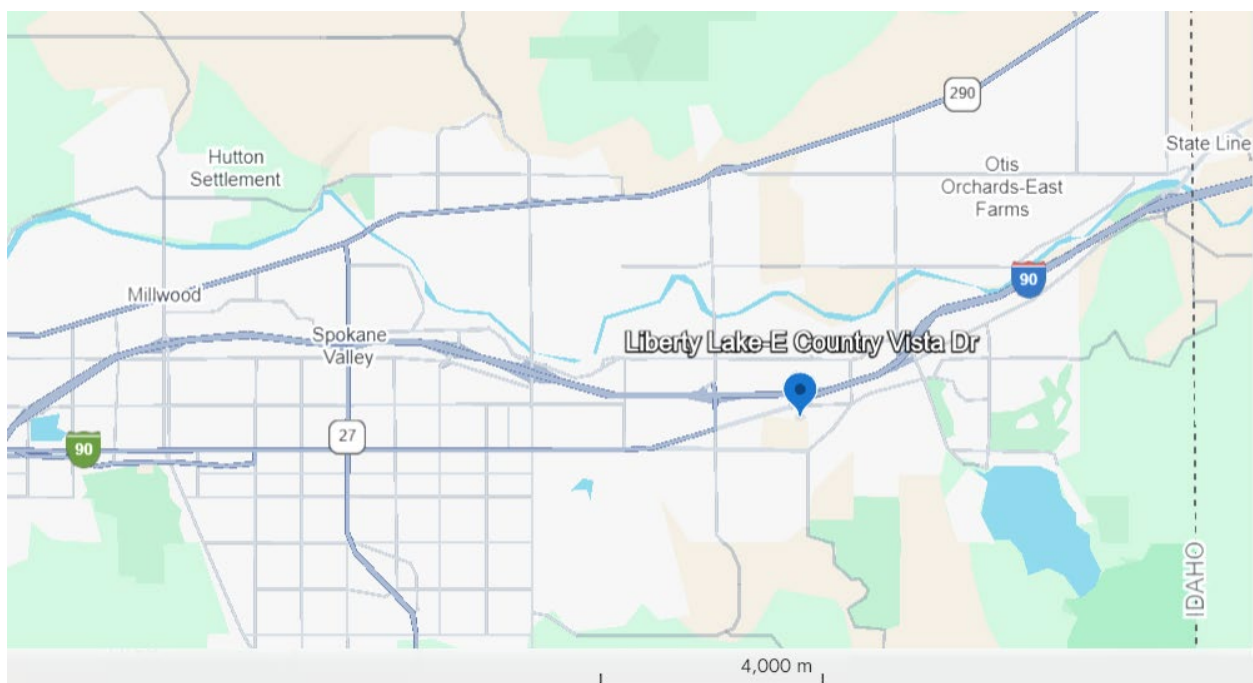 290
Hutton
Settlement
State Line
Otis
Orchards-East
Farms
90
Millwood
Spokane
Valley
Liberty Lake-E Country Vista Dr
27
90
IDAHO
4,000 m